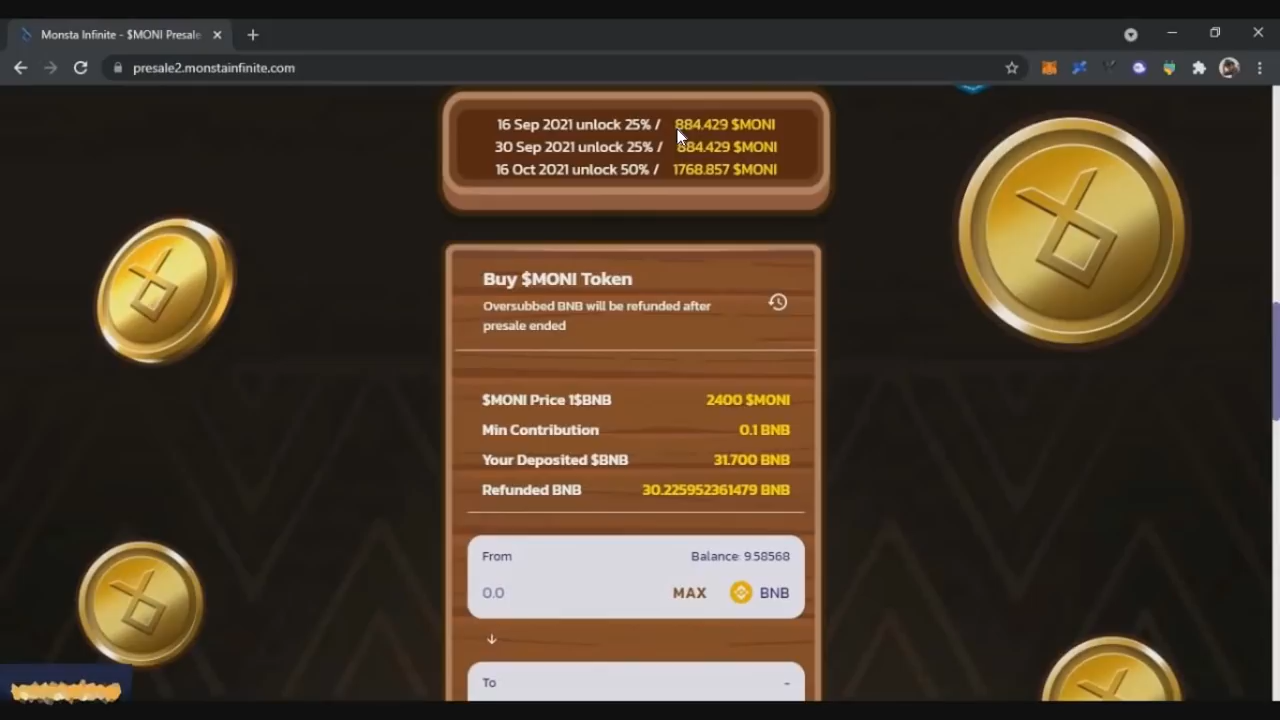 Monsta Infinite - $MONI Presale
presale2.monstainfinite.com
16 Sep 2021 unlock 25% / 884.429 $MONI
30 Sep 2021 unlock 25% / 884.429 $MONI
16 Oct 2021 unlock 50% / 1768.857 $MONI
Buy $MONI Token
Oversubbed BNB will be refunded after
presale ended
$MONI Price 1$BNB 2400 $MONI
Min Contribution 0.1 BNB
Your Deposited $BNB 31.700 BNB
Refunded BNB 30.225952361479 BNB
From Balance: 9.58568
0.0 MAX BNB
To -